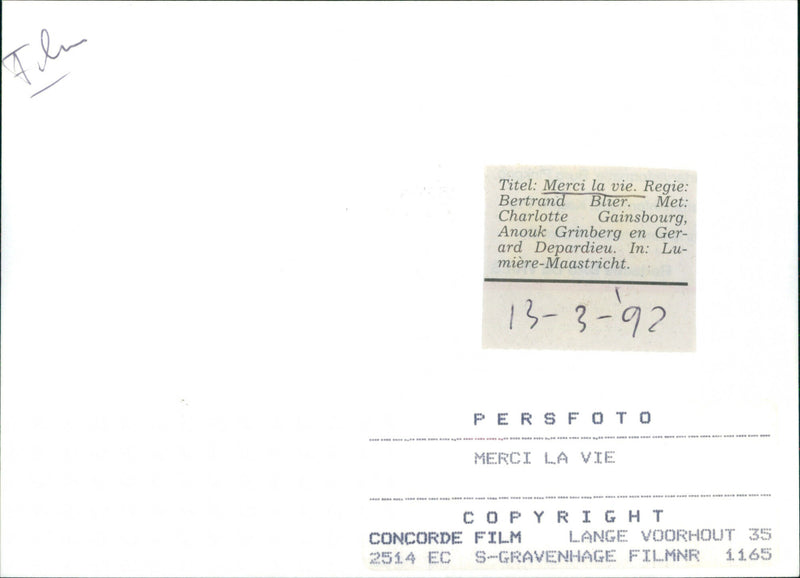 Film
Titel: Merci la vie. Regie:
Bertrand Blier. Met:
Charlotte Gainsbourg,
Anouk Grinberg en Ger-
ard Depardieu. In: Lu-
mière-Maastricht.
13-3-'92
PERSFOTO
MERCI LA VIE
COPYRIGHT
CONCORDE FILM LANGE VOORHOUT 35
2514 EC S-GRAVENHAGE FILMNR 1165